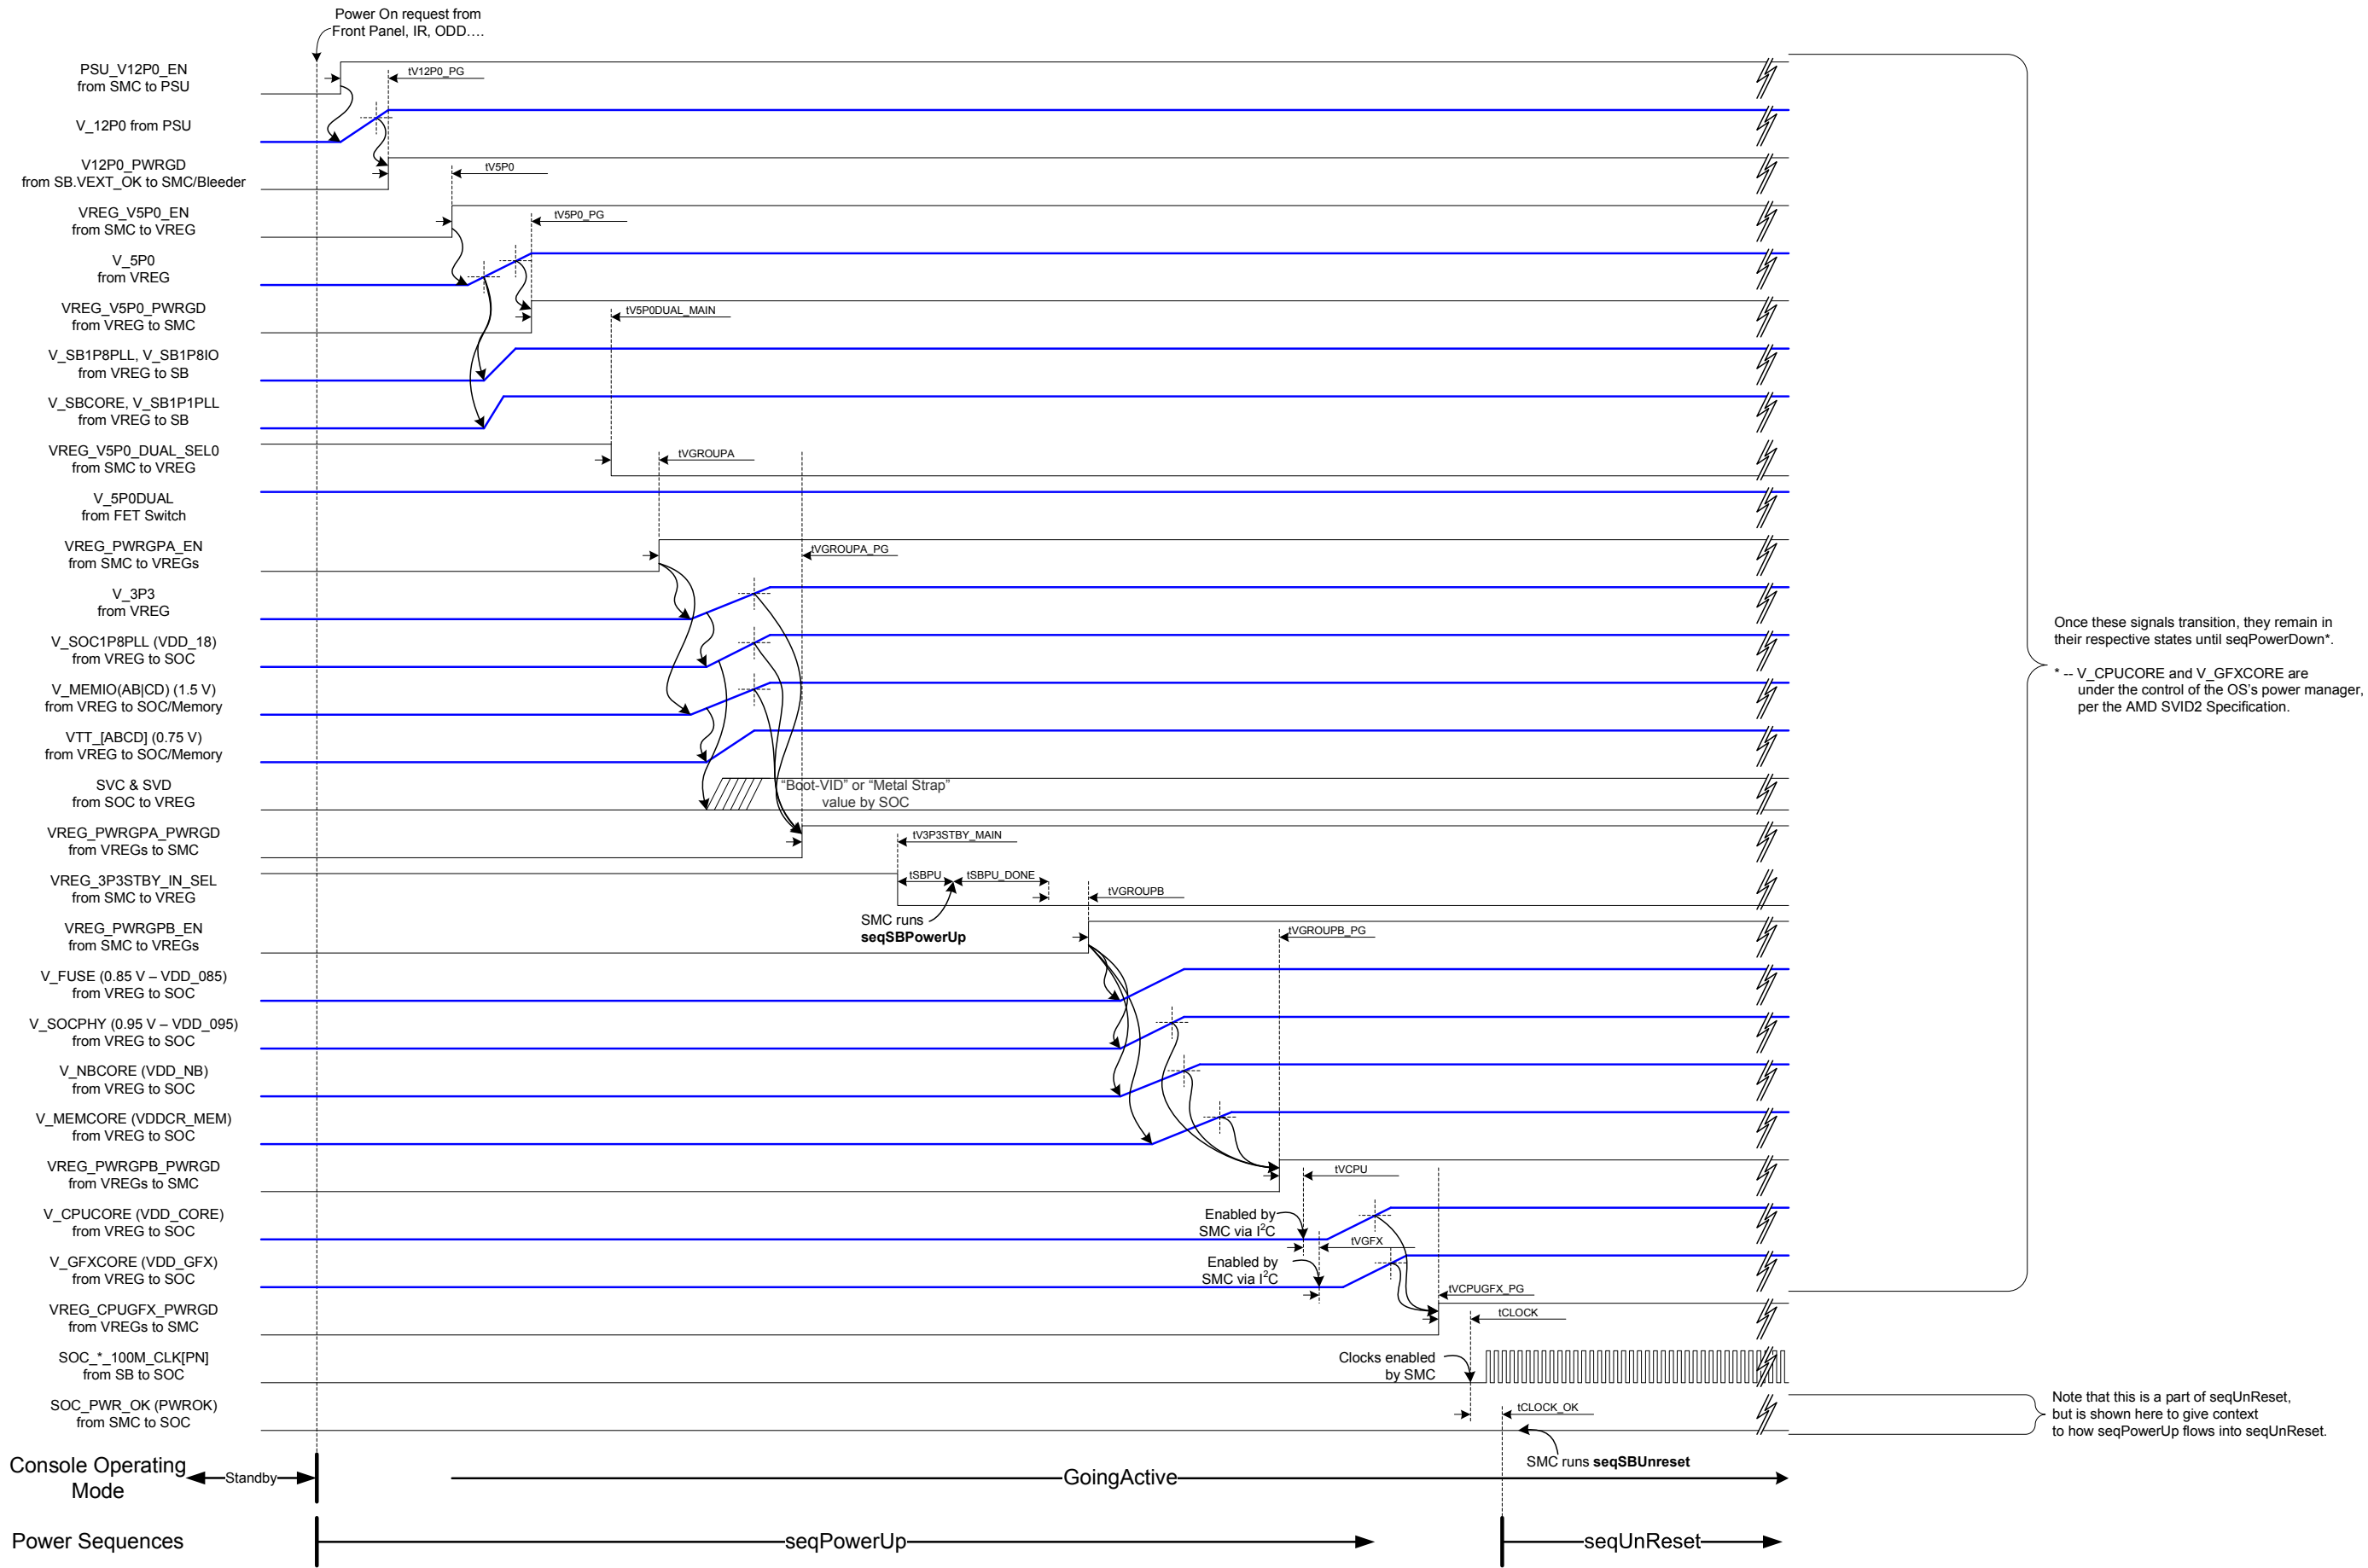 Power On request from
Front Panel, IR, ODD….
PSU_V12P0_EN
from SMC to PSU
tV12P0_PG
V_12P0 from PSU
V12P0_PWRGD
from SB.VEXT_OK to SMC/Bleeder
tV5P0
VREG_V5P0_EN
from SMC to VREG
tV5P0_PG
V_5P0
from VREG
VREG_V5P0_PWRGD
from VREG to SMC
tV5P0DUAL_MAIN
V_SB1P8PLL, V_SB1P8IO
from VREG to SB
V_SBCORE, V_SB1P1PLL
from VREG to SB
VREG_V5P0_DUAL_SEL0
from SMC to VREG
tVGROUPA
V_5P0DUAL
from FET Switch
VREG_PWRGPA_EN
from SMC to VREGs
tVGROUPA_PG
V_3P3
from VREG
V_SOC1P8PLL (VDD_18)
from VREG to SOC
V_MEMIO(AB|CD) (1.5 V)
from VREG to SOC/Memory
VTT_[ABCD] (0.75 V)
from VREG to SOC/Memory
SVC & SVD
from SOC to VREG
“Boot-VID” or “Metal Strap”
value by SOC
VREG_PWRGPA_PWRGD
from VREGs to SMC
tV3P3STBY_MAIN
VREG_3P3STBY_IN_SEL
from SMC to VREG
tSBPU
tSBPU_DONE
tVGROUPB
SMC runs
seqSBPowerUp
VREG_PWRGPB_EN
from SMC to VREGs
tVGROUPB_PG
V_FUSE (0.85 V – VDD_085)
from VREG to SOC
V_SOCPHY (0.95 V – VDD_095)
from VREG to SOC
V_NBCORE (VDD_NB)
from VREG to SOC
V_MEMCORE (VDDCR_MEM)
from VREG to SOC
VREG_PWRGPB_PWRGD
from VREGs to SMC
tVCPU
V_CPUCORE (VDD_CORE)
from VREG to SOC
Enabled by
SMC via I²C
tVGFX
V_GFXCORE (VDD_GFX)
from VREG to SOC
Enabled by
SMC via I²C
tVCPUGFX_PG
VREG_CPUGFX_PWRGD
from VREGs to SMC
tCLOCK
SOC_*_100M_CLK[PN]
from SB to SOC
Clocks enabled
by SMC
SOC_PWR_OK (PWROK)
from SMC to SOC
tCLOCK_OK
SMC runs seqSBUnreset
Once these signals transition, they remain in
their respective states until seqPowerDown*.
* -- V_CPUCORE and V_GFXCORE are
under the control of the OS’s power manager,
per the AMD SVID2 Specification.
Note that this is a part of seqUnReset,
but is shown here to give context
to how seqPowerUp flows into seqUnReset.
Console Operating
Mode
Standby
GoingActive
Power Sequences
seqPowerUp
seqUnReset